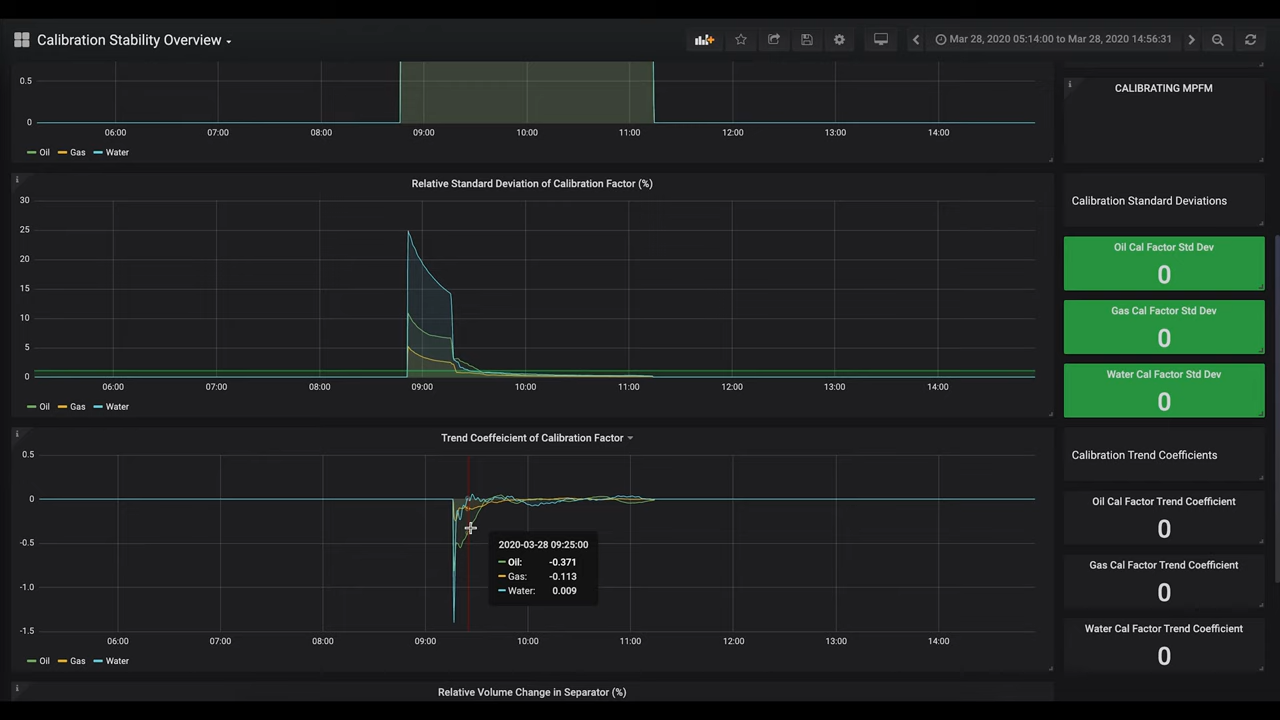 Calibration Stability Overview
Mar 28, 2020 05:14:00 to Mar 28, 2020 14:56:31
0.5
0
06:00 07:00 08:00 09:00 10:00 11:00 12:00 13:00 14:00
Oil Gas Water
CALIBRATING MPFM
Relative Standard Deviation of Calibration Factor (%)
30
25
20
15
10
5
0
06:00 07:00 08:00 09:00 10:00 11:00 12:00 13:00 14:00
Oil Gas Water
Calibration Standard Deviations
Oil Cal Factor Std Dev
0
Gas Cal Factor Std Dev
0
Water Cal Factor Std Dev
0
Trend Coeffeicient of Calibration Factor
0.5
0
-0.5
-1.0
-1.5
2020-03-28 09:25:00
Oil: -0.371
Gas: -0.113
Water: 0.009
06:00 07:00 08:00 09:00 10:00 11:00 12:00 13:00 14:00
Oil Gas Water
Calibration Trend Coefficients
Oil Cal Factor Trend Coefficient
0
Gas Cal Factor Trend Coefficient
0
Water Cal Factor Trend Coefficient
0
Relative Volume Change in Separator (%)